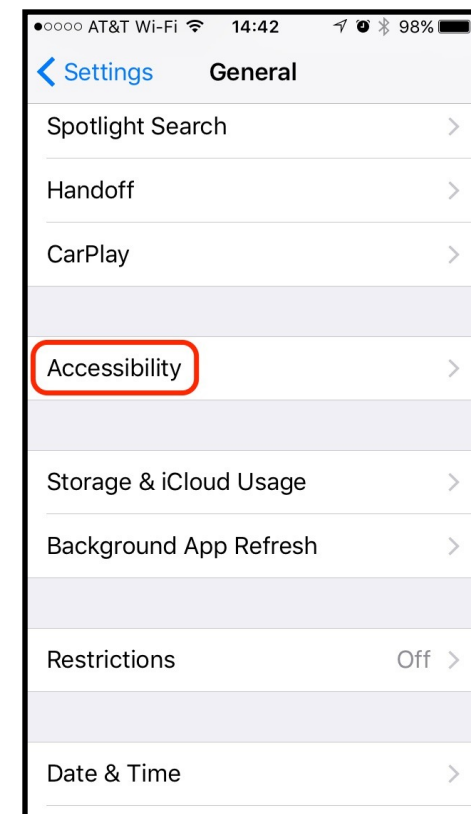 AT&T Wi-Fi 14:42 98%
Settings General
Spotlight Search
Handoff
CarPlay
Accessibility
Storage & iCloud Usage
Background App Refresh
Restrictions Off
Date & Time